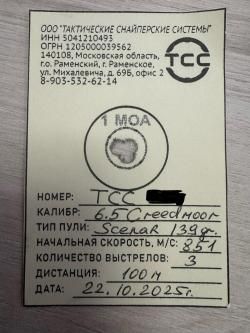 ООО "ТАКТИЧЕСКИЕ СНАЙПЕРСКИЕ СИСТЕМЫ"
ИНН 5041210493
ОГРН 1205000039562
140108, Московская область,
г.о. Раменский, г. Раменское,
ул. Михалевича, д. 69Б, офис 2
8-903-532-62-14
ТСС
1 MOA
НОМЕР: ТСС
КАЛИБР: 6.5 Creedmoor
ТИП ПУЛИ: Scenar 139gr.
НАЧАЛЬНАЯ СКОРОСТЬ, М/С: 851
КОЛИЧЕСТВО ВЫСТРЕЛОВ: 3
ДИСТАНЦИЯ: 100м
ДАТА: 22.10.2025г.